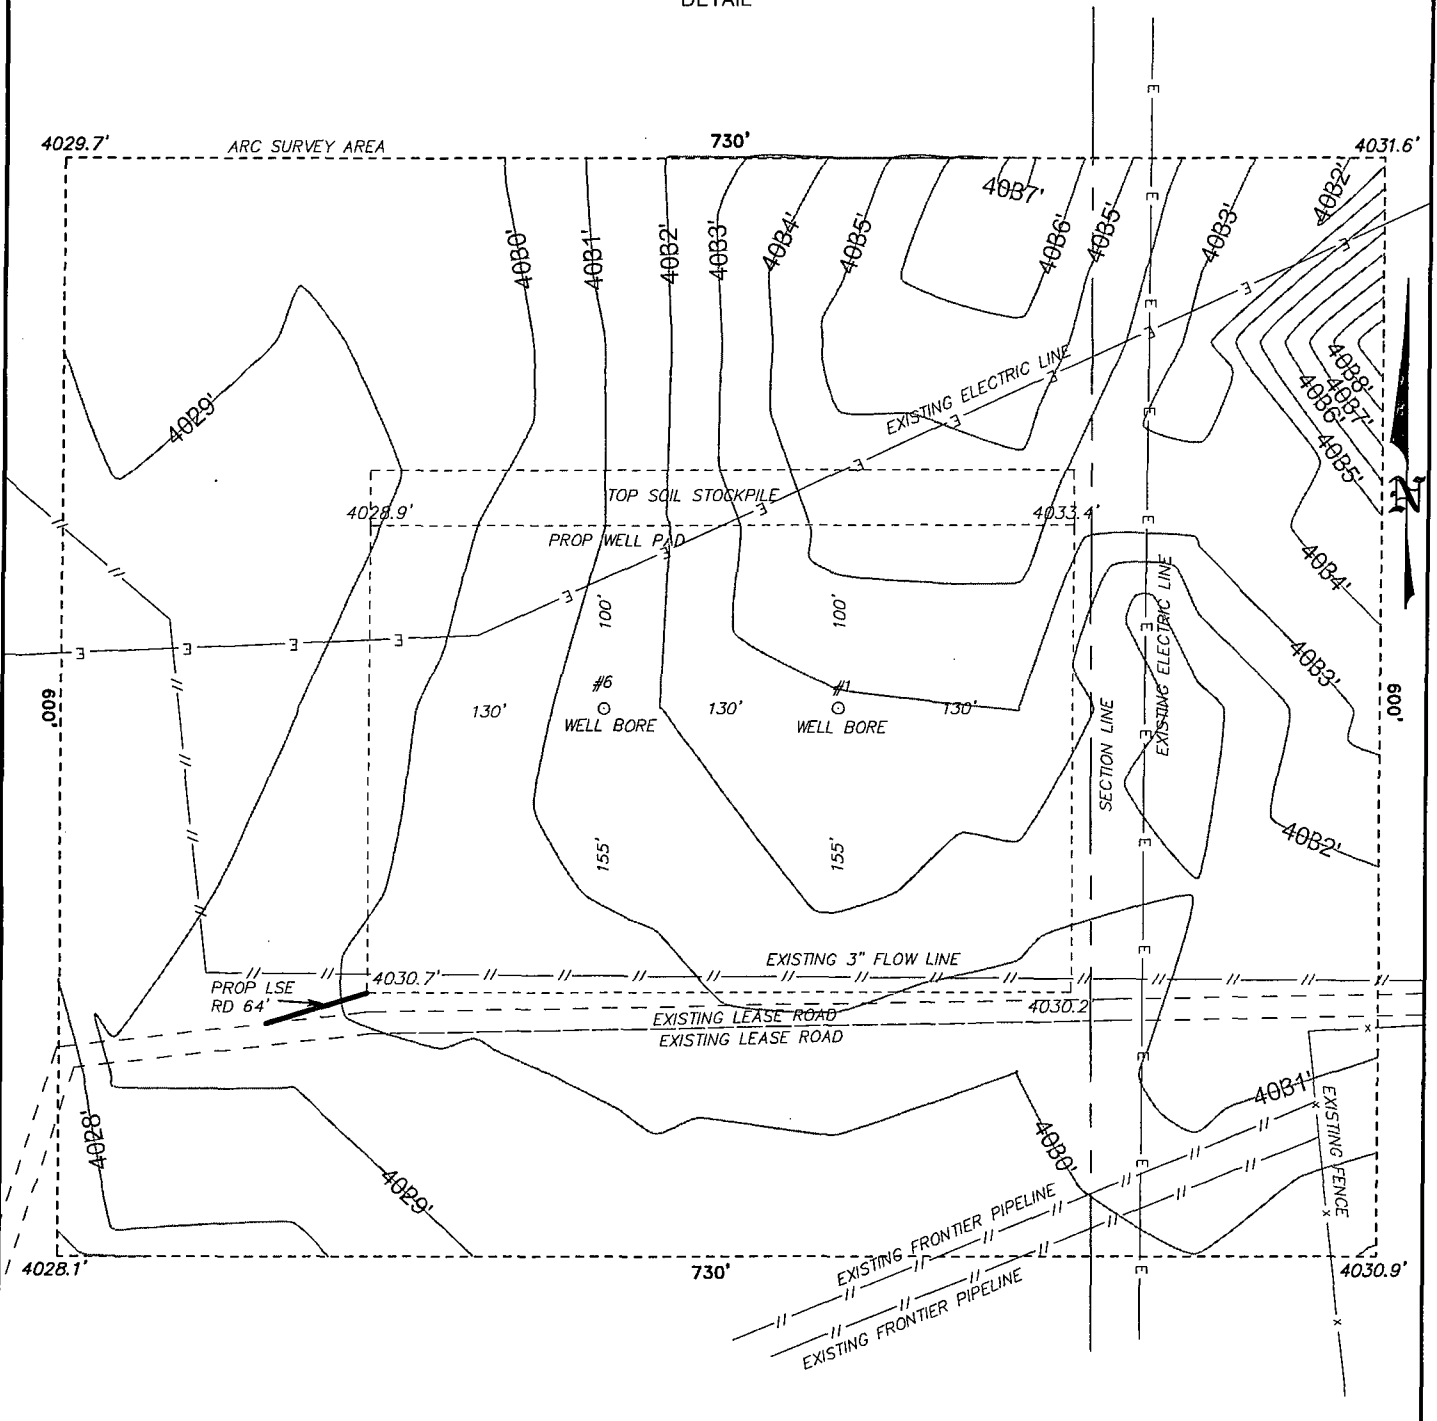 DETAIL
4029.7'
ARC SURVEY AREA
730'
4031.6'
4037'
4032'
4030'
4031'
4032'
4033'
4034'
4035'
4036'
4035'
4033'
EXISTING ELECTRIC LINE
4038'
4037'
4036'
4035'
4029'
TOP SOIL STOCKPILE
4028.9'
4033.4'
PROP WELL PAD
N
4034'
100'
100'
EXISTING ELECTRIC LINE
4033'
600'
#6
#1
130'
130'
130'
WELL BORE
WELL BORE
SECTION LINE
600'
155'
155'
4032'
EXISTING 3" FLOW LINE
4030.7'
PROP LSE
RD 64'
4030.2
EXISTING LEASE ROAD
EXISTING LEASE ROAD
4031'
4028'
4030'
EXISTING FENCE
4029'
EXISTING FRONTIER PIPELINE
4028.1'
730'
4030.9'
EXISTING FRONTIER PIPELINE